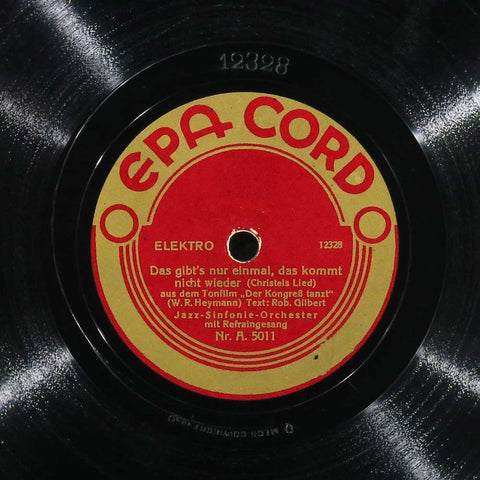 12328
EPA CORD
ELEKTRO 12328
Das gibt's nur einmal, das kommt
nicht wieder (Christels Lied)
aus dem Tonfilm „Der Kongreß tanzt"
(W. R. Heymann) Text: Rob. Gilbert
Jazz-Sinfonie-Orchester
mit Refraingesang
Nr. A. 5011
COPYRIGHT